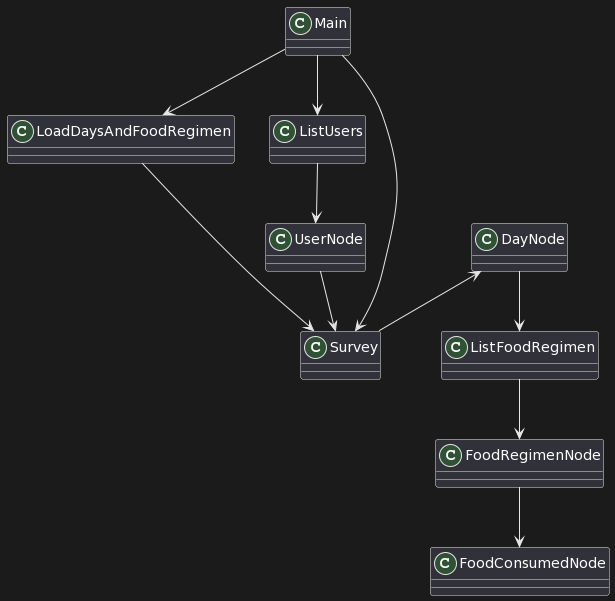 C Main
C LoadDaysAndFoodRegimen
C ListUsers
C UserNode
C DayNode
C Survey
C ListFoodRegimen
C FoodRegimenNode
C FoodConsumedNode